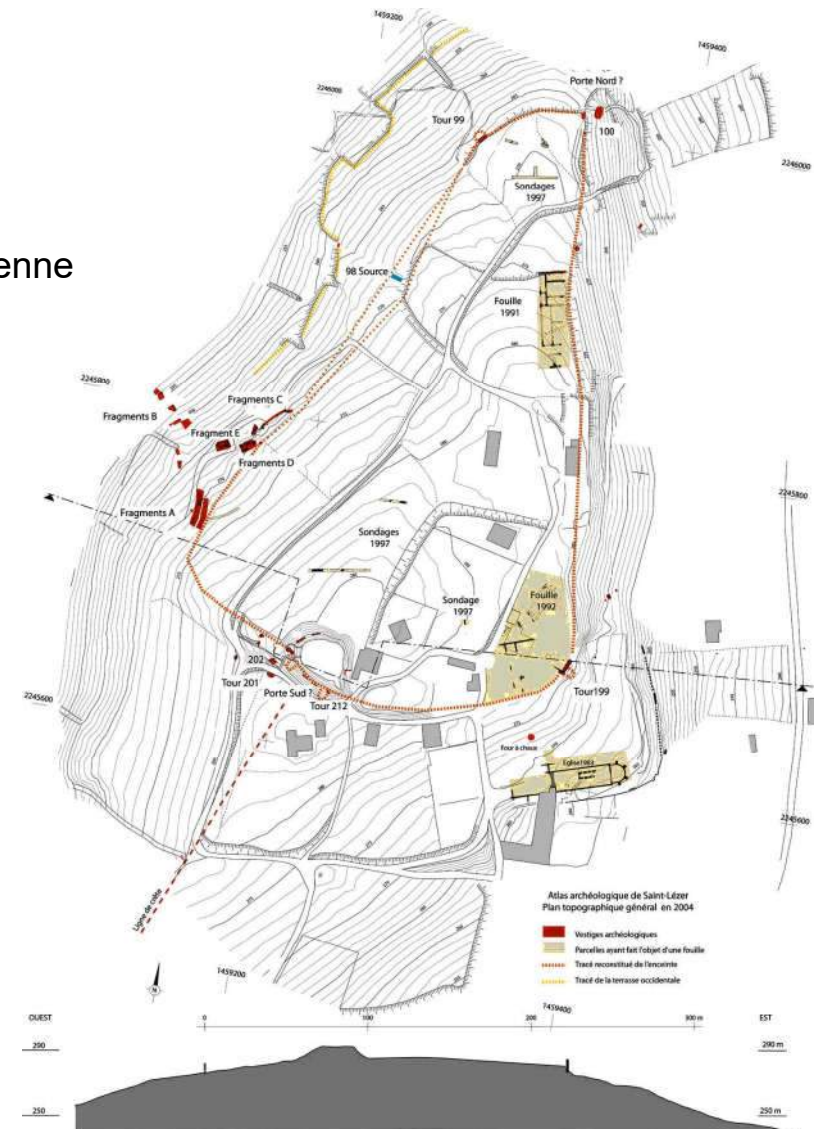 1459200
1459400
2246000
Porte Nord ?
Tour 99
100
2246000
Sondages
1997
enne
98 Source
Fouille
1991
2245800
Fragments C
Fragments B
Fragment E
Fragments D
2245800
Fragments A
Sondages
1997
Sondage
1997
Fouille
1992
202
Tour 201
Porte Sud ?
Tour 212
Tour199
2245600
Four à chaux
2245600
Ligne de crête
Atlas archéologique de Saint-Lézer
Plan topographique général en 2004
Vestiges archéologiques
Parcelles ayant fait l'objet d'une fouille
Tracé reconstitué de l'enceinte
Tracé de la terrasse occidentale
N
1459200
1459400
OUEST
0
100
200
300 m
EST
290
290 m
250
250 m